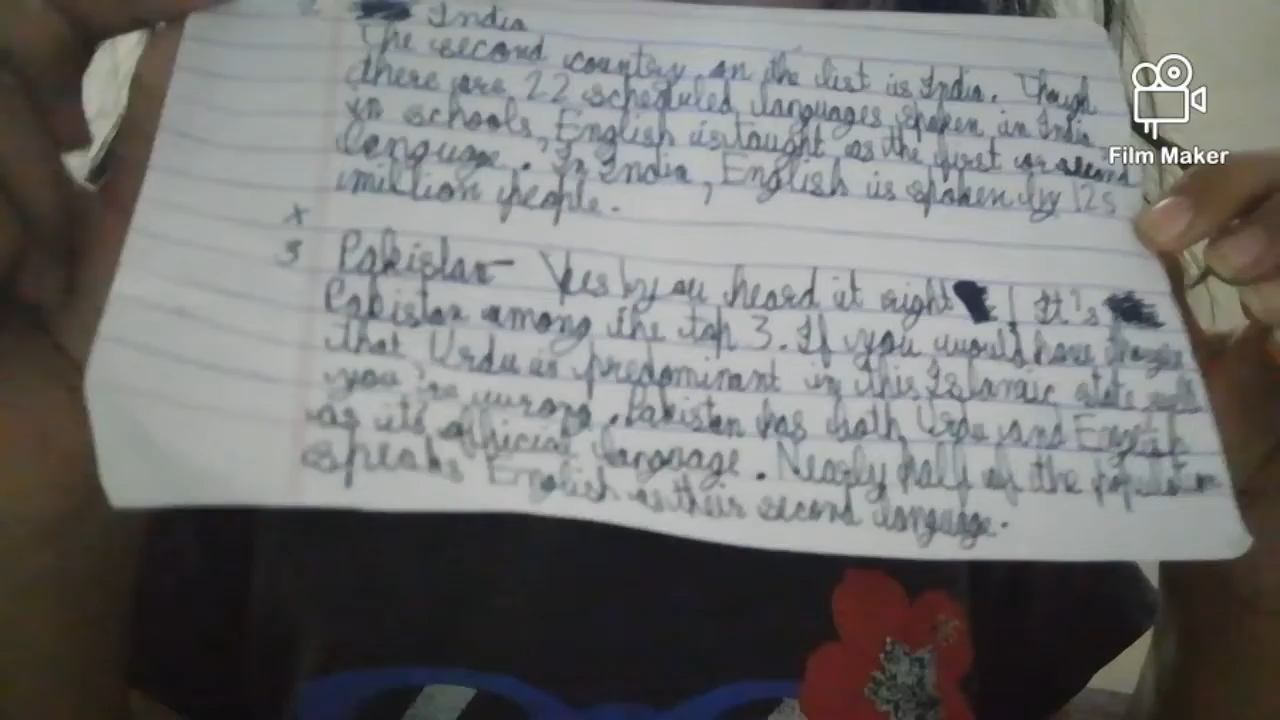 India
The second country on the list is India. Though
there are 22 scheduled languages spoken in India
in schools, English is taught as the first or second
language. In India, English is spoken by 125
million people.
x
3 Pakistan- Yes you heard it right! It's
Pakistan among the top 3. If you would have
that Urdu is predominant in this Islamic state
you're wrong. Pakistan has both Urdu and English
as its official language. Nearly half of the population
speaks English as their second language.
Film Maker